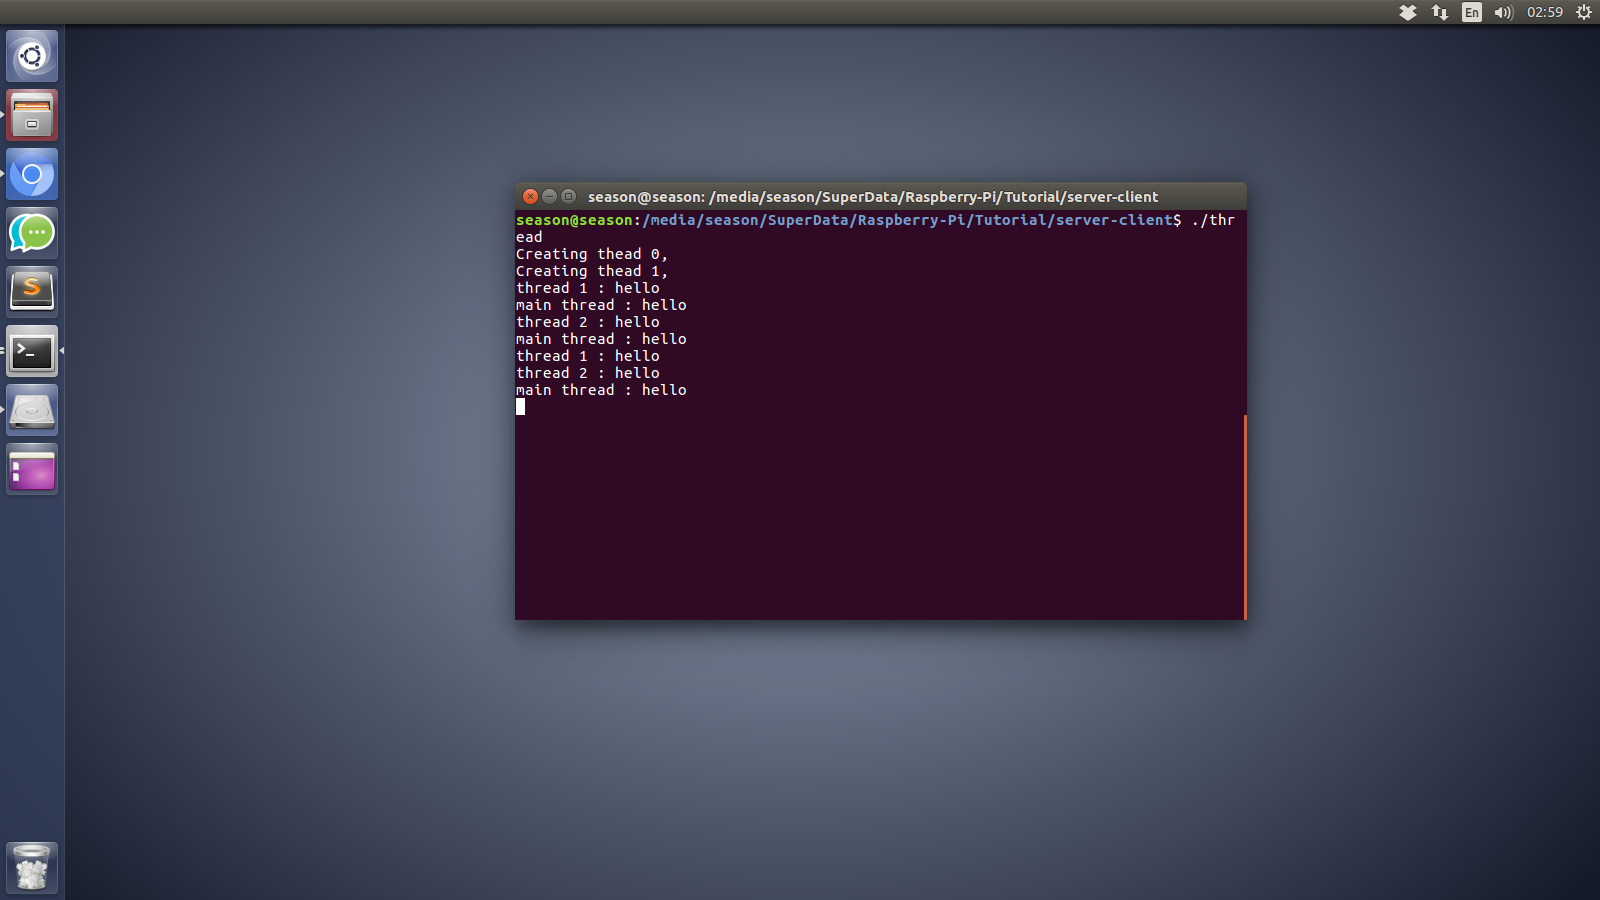 En
02:59
season@season: /media/season/SuperData/Raspberry-Pi/Tutorial/server-client
season@season:/media/season/SuperData/Raspberry-Pi/Tutorial/server-client$ ./thr
ead
Creating thead 0,
Creating thead 1,
thread 1 : hello
main thread : hello
thread 2 : hello
main thread : hello
thread 1 : hello
thread 2 : hello
main thread : hello
S
>_